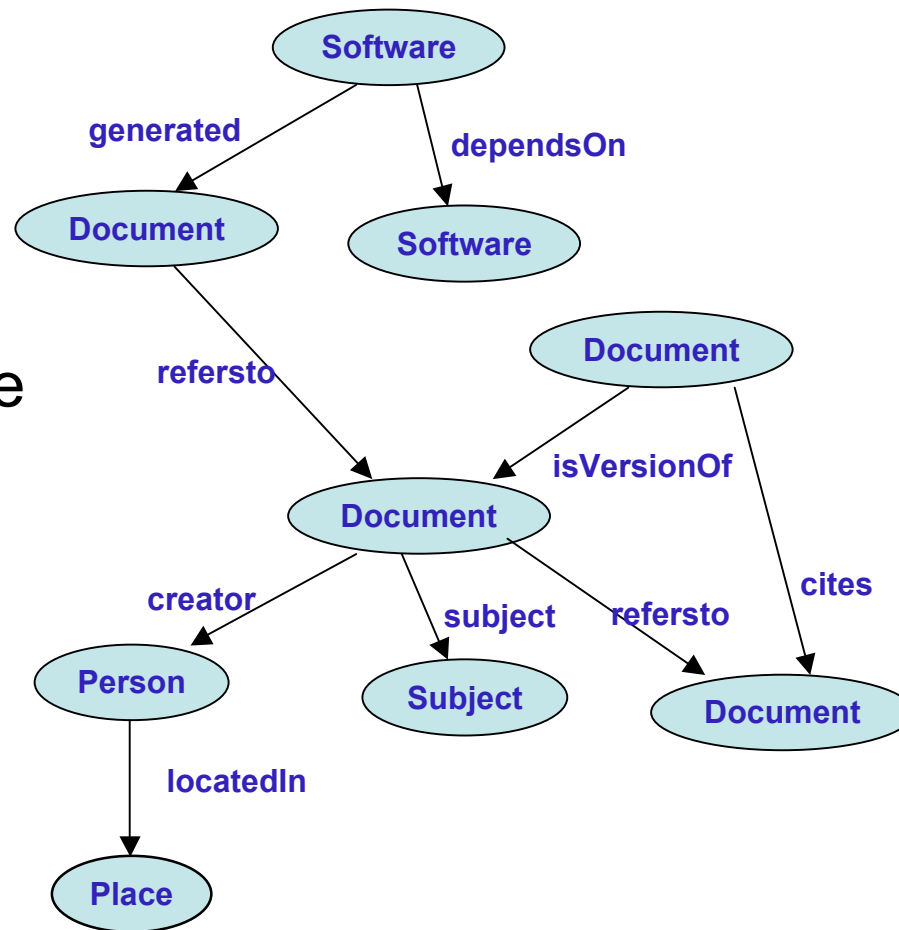 Software
generated
dependsOn
Document
Software
Document
refersto
e
isVersionOf
Document
creator
subject
refersto
cites
Person
Subject
Document
locatedIn
Place